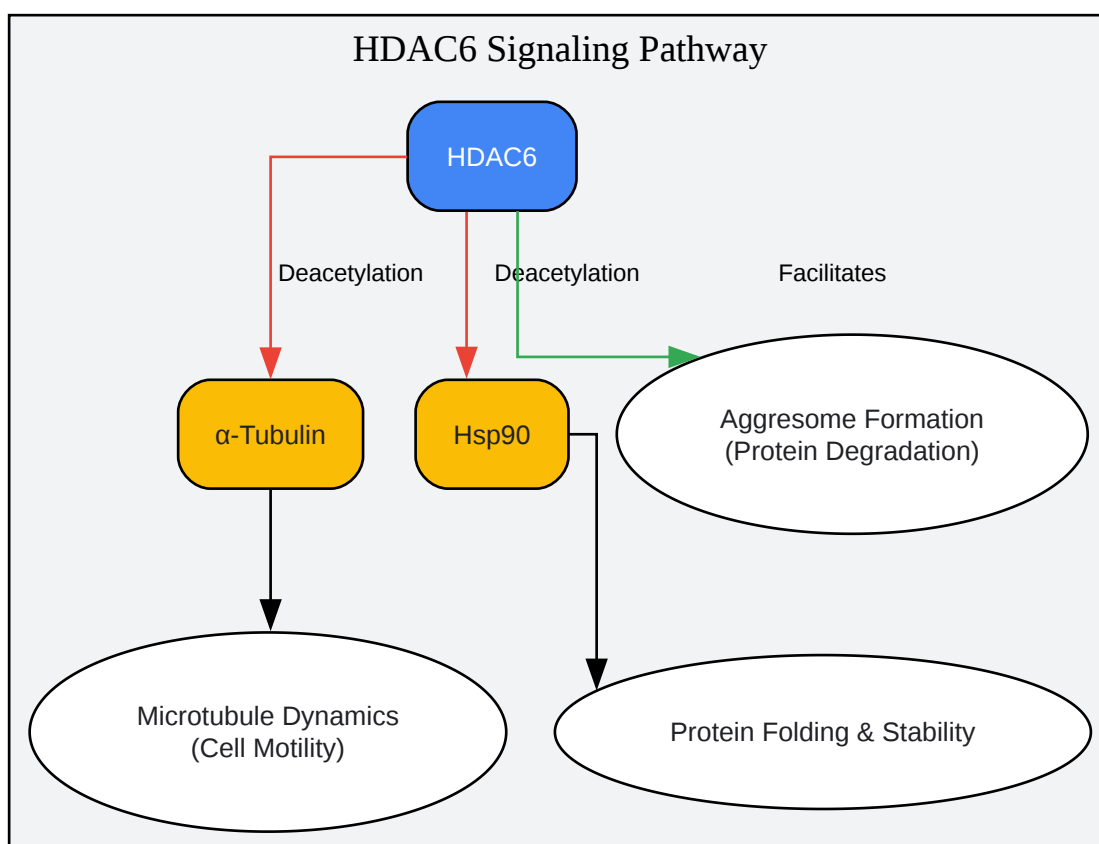 HDAC6 Signaling Pathway
HDAC6
Deacetylation
Deacetylation
Facilitates
α-Tubulin
Hsp90
Aggresome Formation
(Protein Degradation)
Microtubule Dynamics
(Cell Motility)
Protein Folding & Stability